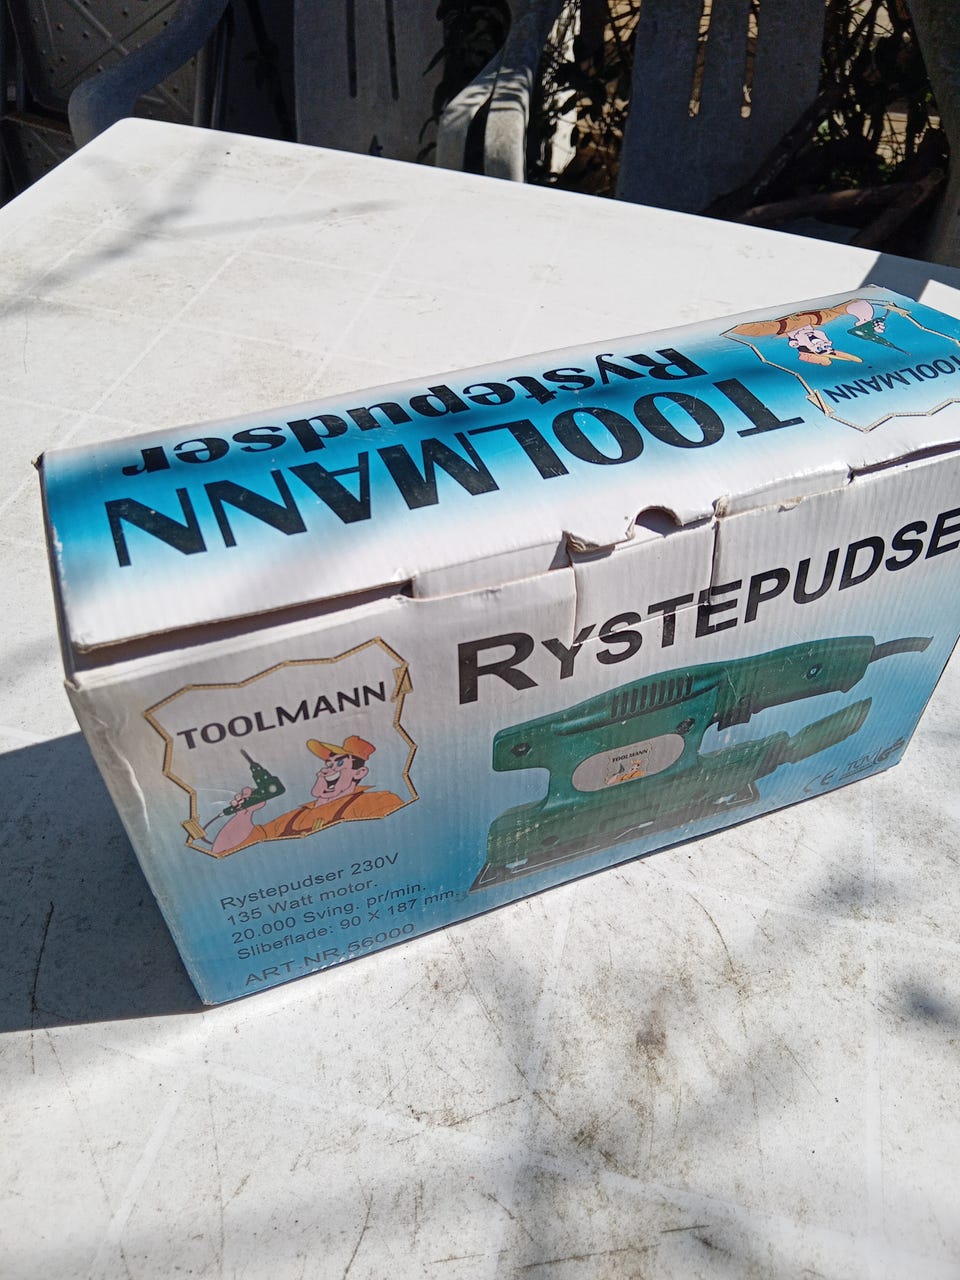 TOOLMANN
Rystepudser
TOOLMANN
RYSTEPUDSE
TOOLMANN
TOOLMANN
Rystepudser 230V
135 Watt motor.
20.000 Sving. pr/min.
Slibeflade: 90 X 187 mm.
ART.NR.56000
CE